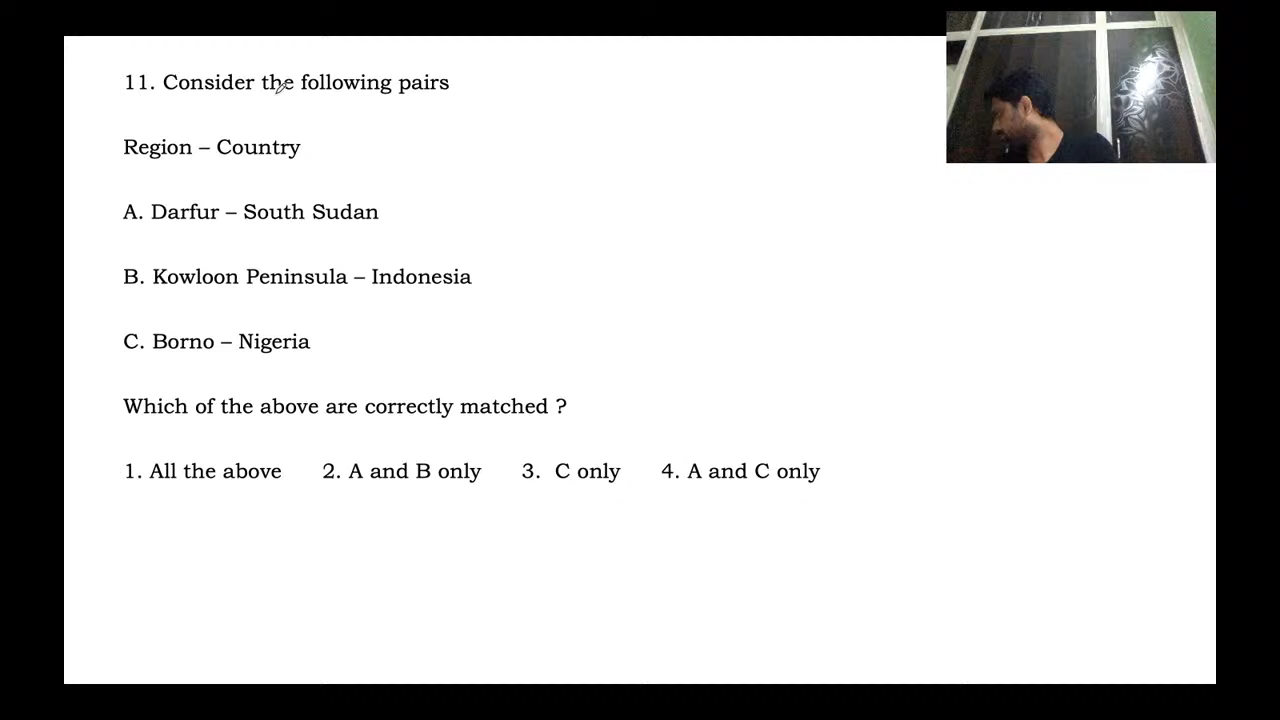 11. Consider the following pairs
Region – Country
A. Darfur – South Sudan
B. Kowloon Peninsula – Indonesia
C. Borno – Nigeria
Which of the above are correctly matched ?
1. All the above 2. A and B only 3. C only 4. A and C only